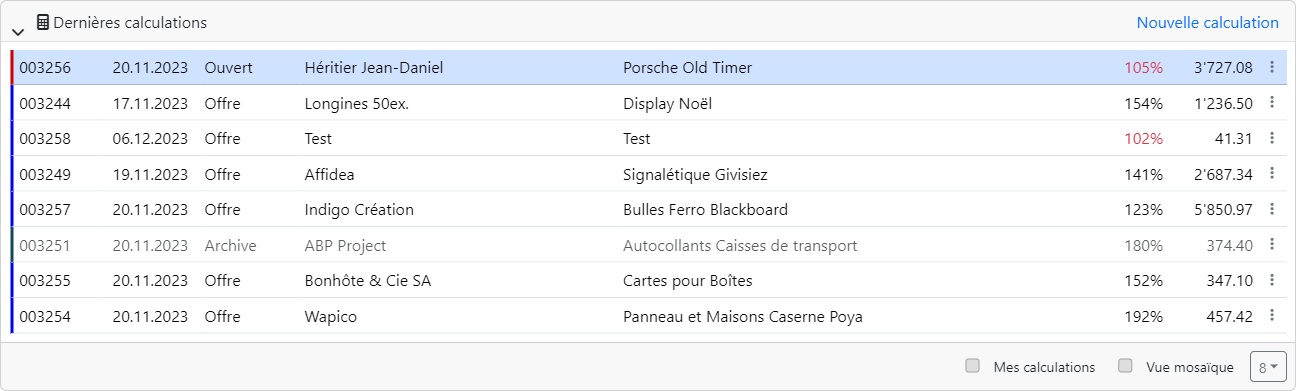 Dernières calculations Nouvelle calculation
003256 20.11.2023 Ouvert Héritier Jean-Daniel Porsche Old Timer 105% 3'727.08
003244 17.11.2023 Offre Longines 50ex. Display Noël 154% 1'236.50
003258 06.12.2023 Offre Test Test 102% 41.31
003249 19.11.2023 Offre Affidea Signalétique Givisiez 141% 2'687.34
003257 20.11.2023 Offre Indigo Création Bulles Ferro Blackboard 123% 5'850.97
003251 20.11.2023 Archive ABP Project Autocollants Caisses de transport 180% 374.40
003255 20.11.2023 Offre Bonhôte & Cie SA Cartes pour Boîtes 152% 347.10
003254 20.11.2023 Offre Wapico Panneau et Maisons Caserne Poya 192% 457.42
Mes calculations Vue mosaïque 8